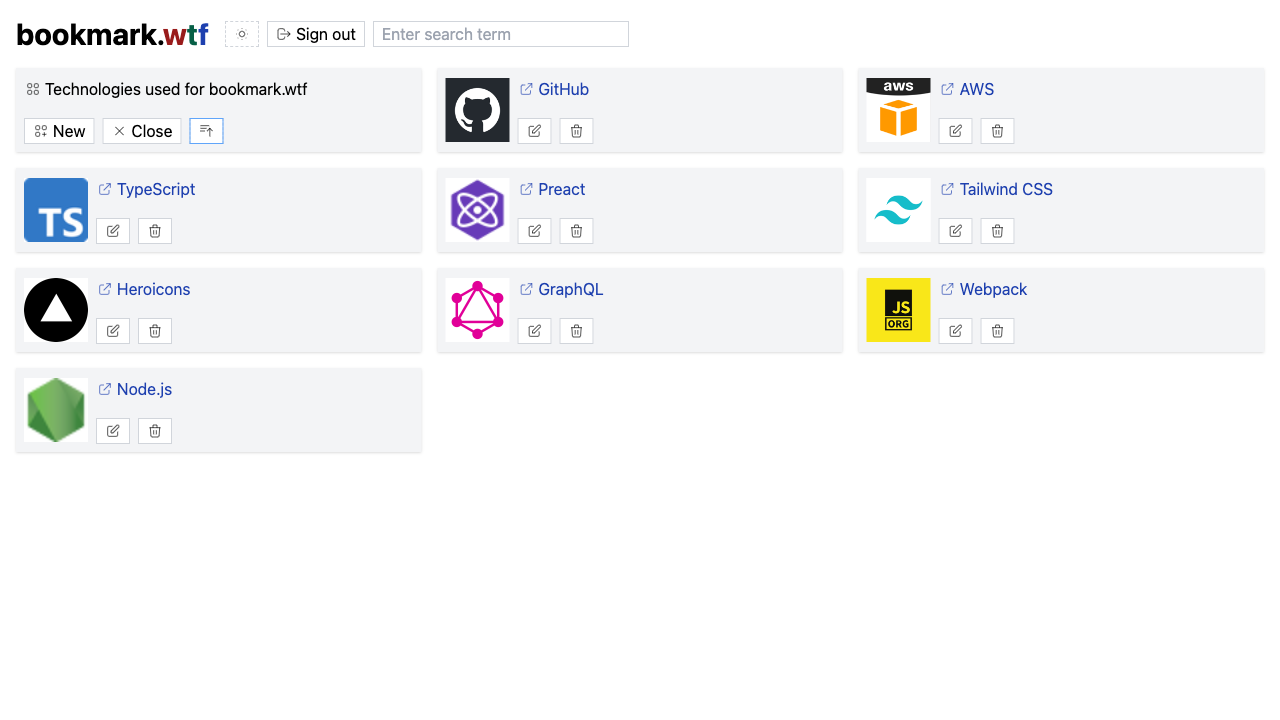 bookmark.wtf
Sign out
Enter search term
Technologies used for bookmark.wtf
New
Close
GitHub
aws
AWS
TS
TypeScript
Preact
Tailwind CSS
Heroicons
GraphQL
JS
ORG
Webpack
Node.js